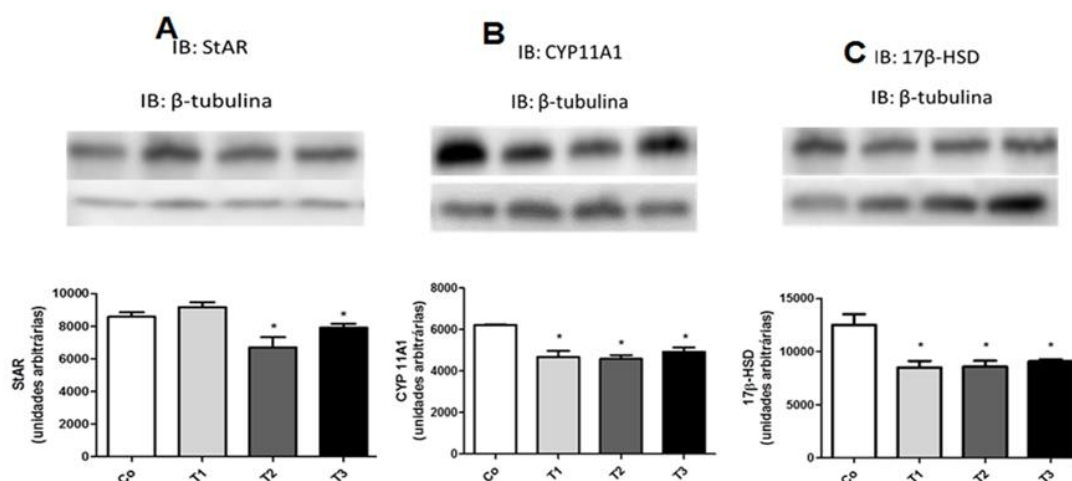 A
IB: StAR
IB: β-tubulina
B
IB: CYP11A1
IB: β-tubulina
C IB: 17β-HSD
IB: β-tubulina
StAR
(unidades arbitrárias)
10000
8000
6000
4000
2000
0
*
*
Co T1 T2 T3
CYP 11A1
(unidades arbitrárias)
8000
6000
4000
2000
0
* * *
Co T1 T2 T3
17β-HSD
(unidades arbitrárias)
15000
10000
5000
0
* * *
Co T1 T2 T3